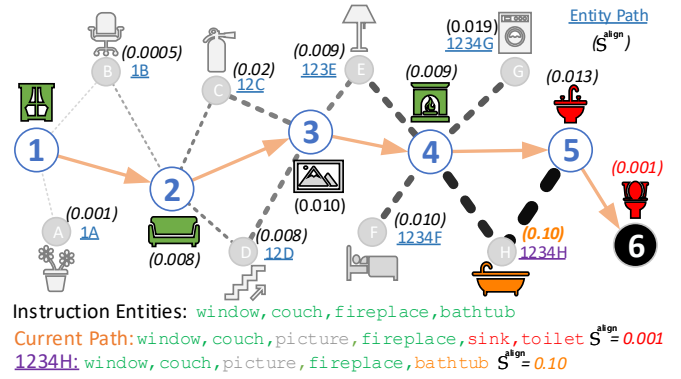 Entity Path
(S^align)
(0.0005)
B
1B
(0.02)
C
12C
(0.009)
123E
E
(0.019)
1234G
G
(0.009)
(0.013)
1
2
3
4
5
6
(0.001)
A
1A
(0.008)
(0.008)
D
12D
(0.010)
(0.010)
F
1234F
(0.10)
H
1234H
(0.001)
Instruction Entities: window,couch,fireplace,bathtub
Current Path: window,couch,picture,fireplace,sink,toilet S^align=0.001
1234H: window,couch,picture,fireplace,bathtub S^align=0.10